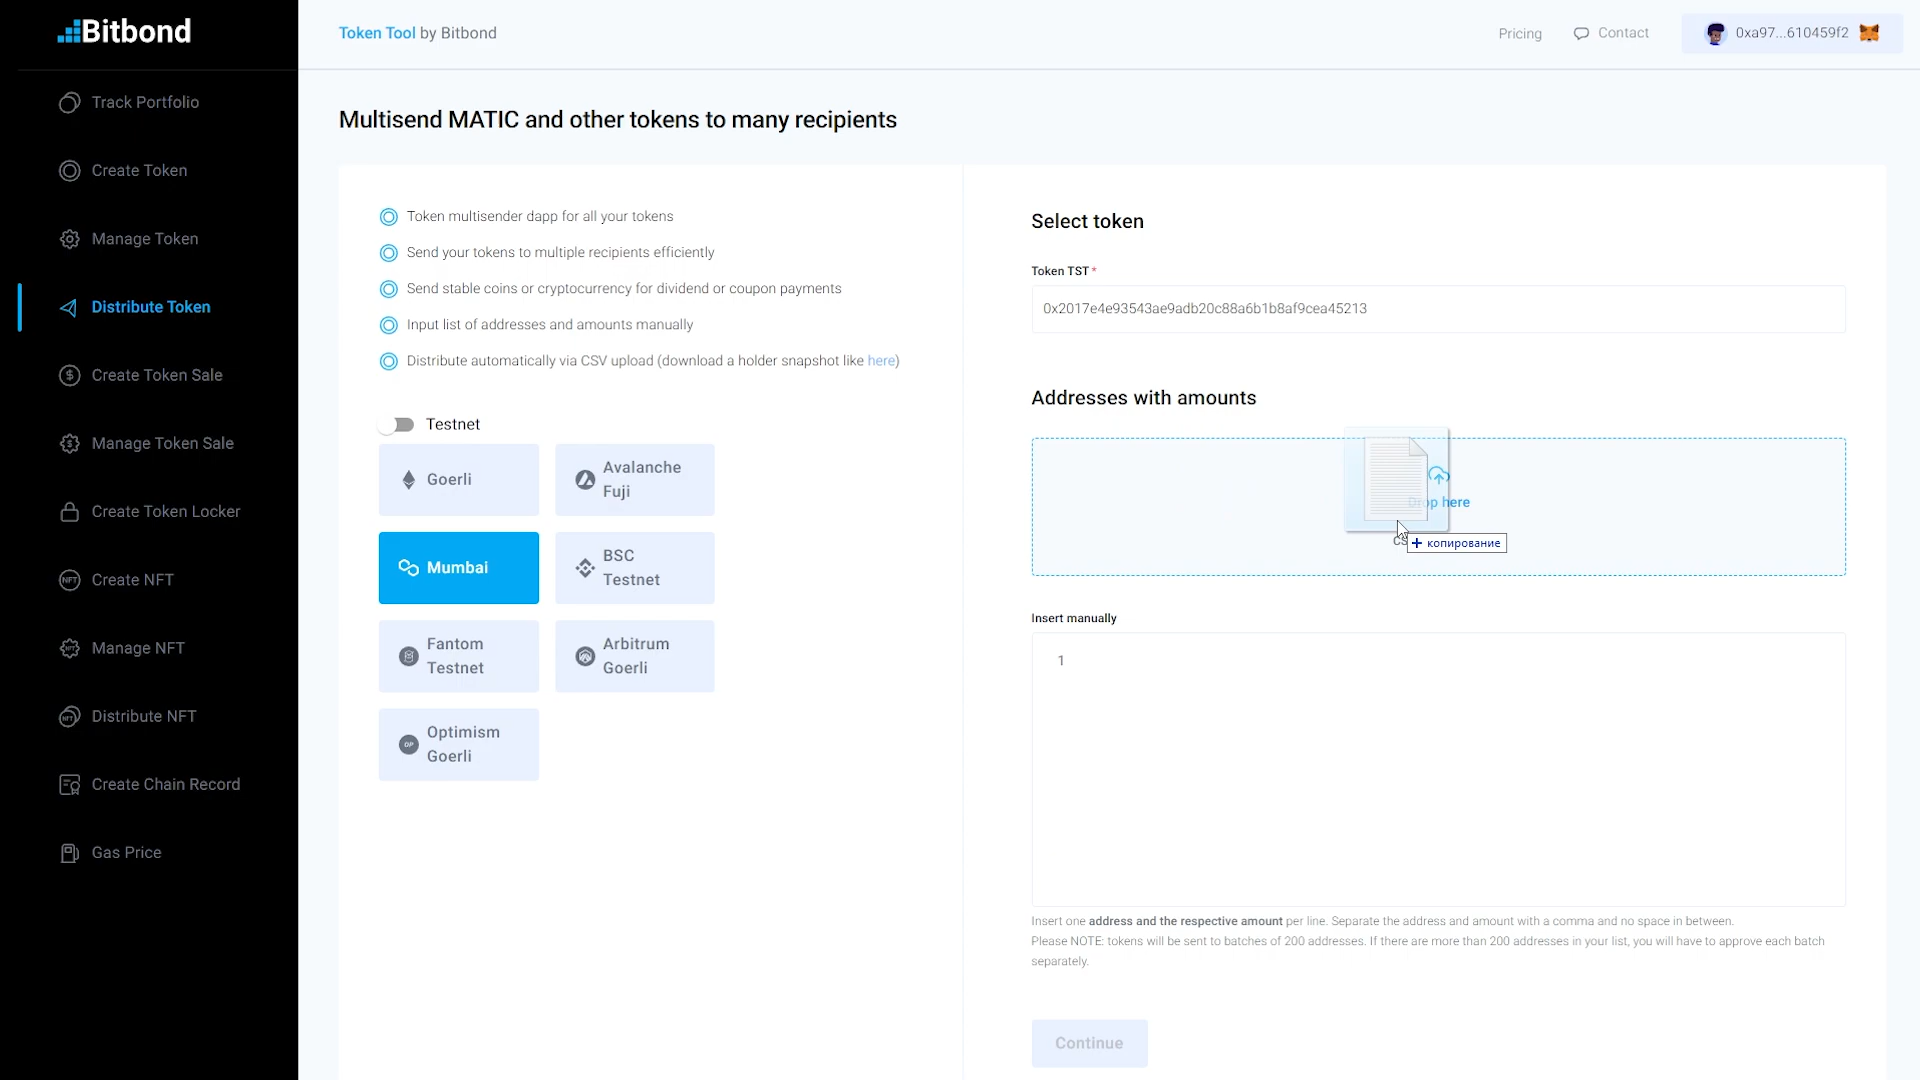 Bitbond
Track Portfolio
Create Token
Manage Token
Distribute Token
Create Token Sale
Manage Token Sale
Create Token Locker
Create NFT
Manage NFT
Distribute NFT
Create Chain Record
Gas Price
Token Tool by Bitbond
Pricing
Contact
0xa97...610459f2
Multisend MATIC and other tokens to many recipients
Token multisender dapp for all your tokens
Send your tokens to multiple recipients efficiently
Send stable coins or cryptocurrency for dividend or coupon payments
Input list of addresses and amounts manually
Distribute automatically via CSV upload (download a holder snapshot like here)
Testnet
Goerli
Avalanche
Fuji
Mumbai
BSC
Testnet
Fantom
Testnet
Arbitrum
Goerli
Optimism
Goerli
Select token
Token TST*
0x2017e4e93543ae9adb20c88a6b1b8af9cea45213
Addresses with amounts
Drop here
+ копирование
Insert manually
1
Insert one address and the respective amount per line. Separate the address and amount with a comma and no space in between.
Please NOTE: tokens will be sent to batches of 200 addresses. If there are more than 200 addresses in your list, you will have to approve each batch
separately.
Continue